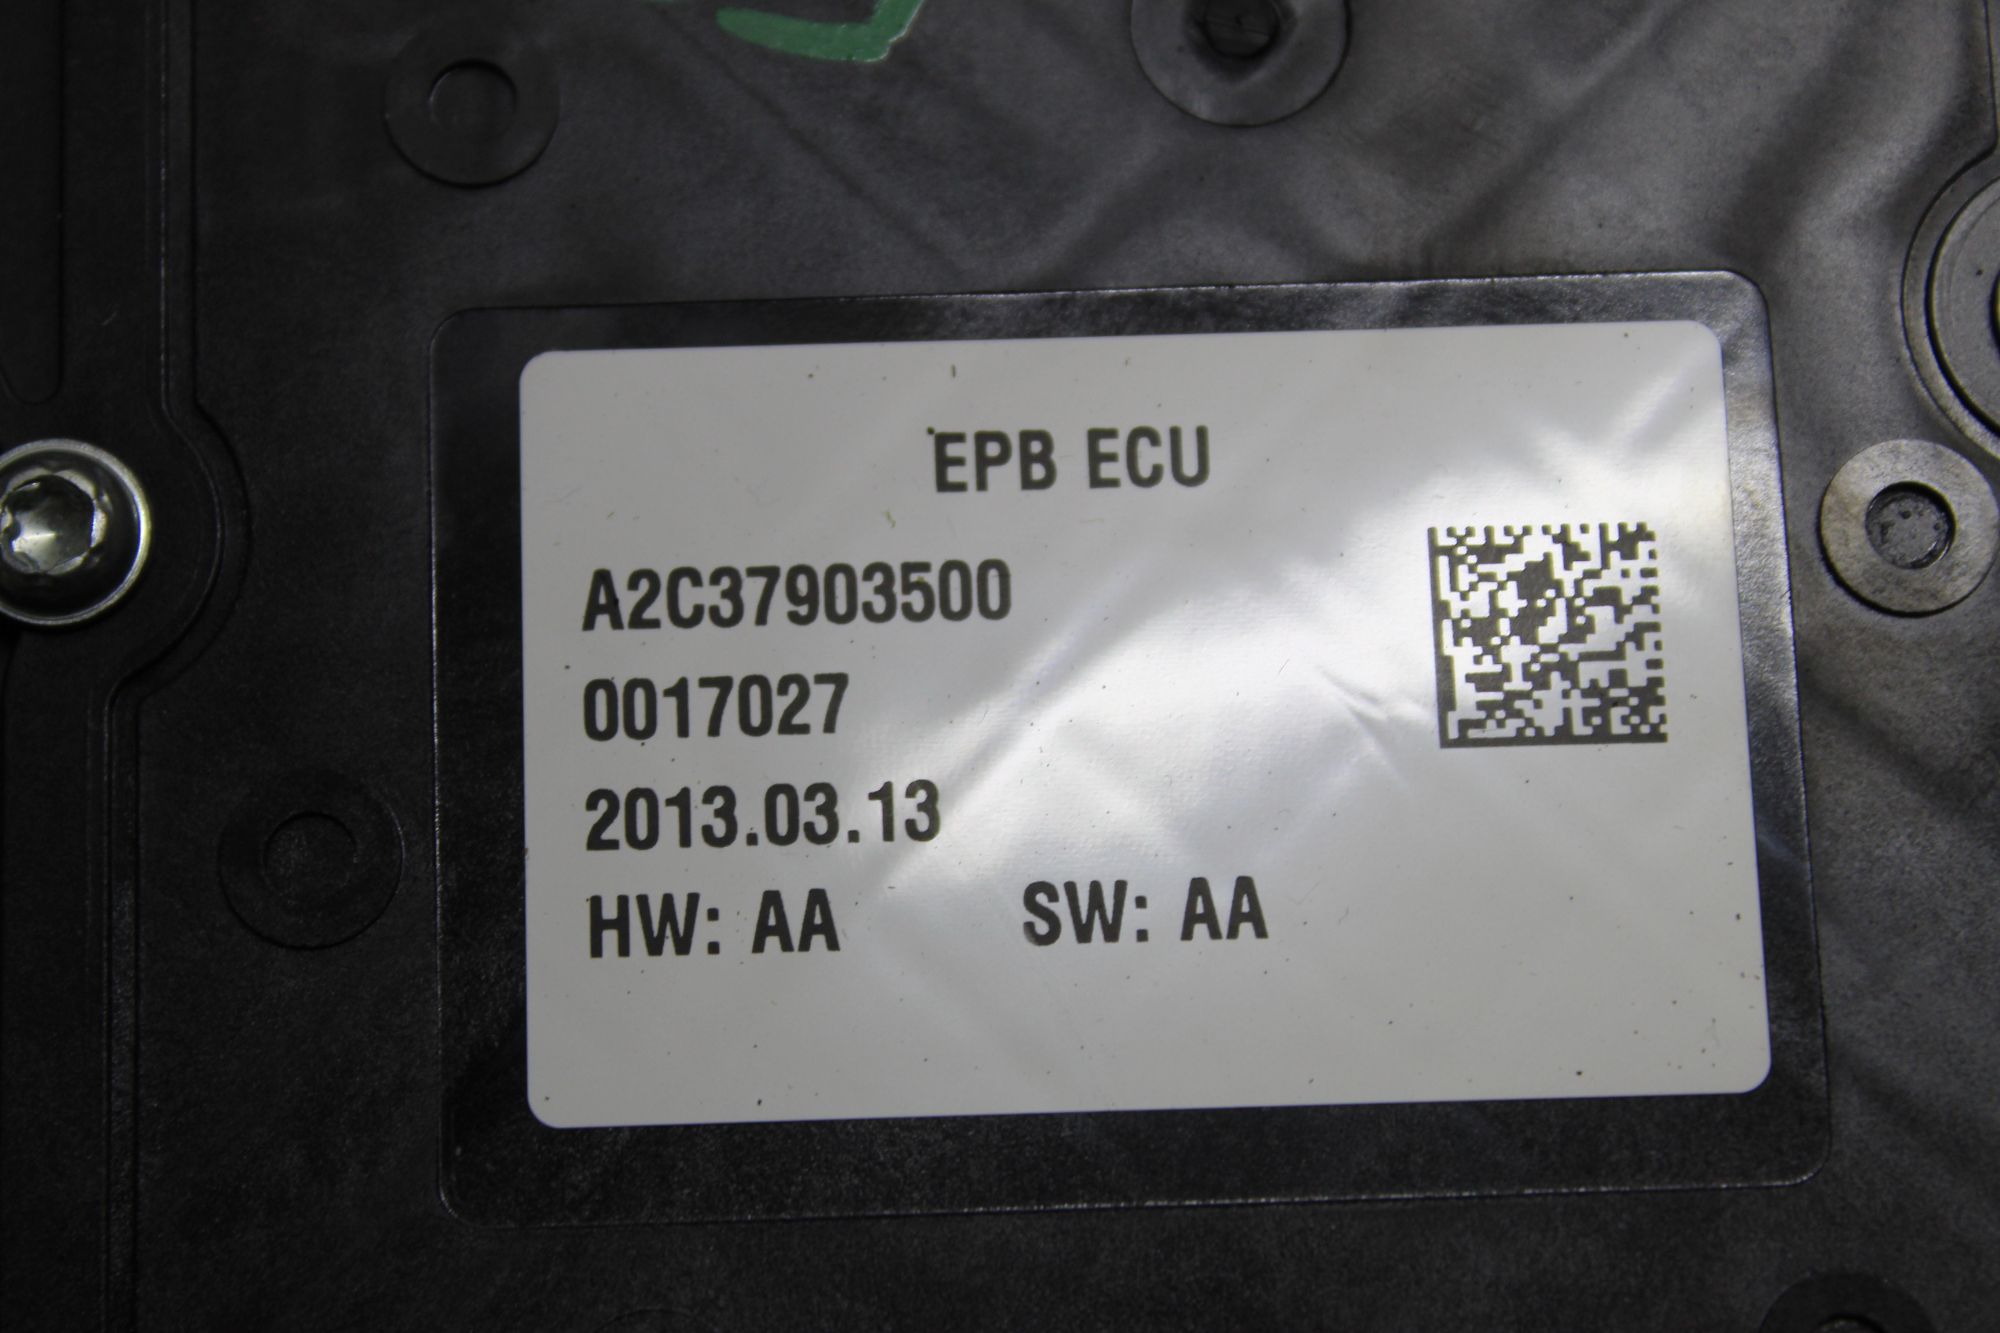 EPB ECU
A2C37903500
0017027
2013.03.13
HW: AA SW: AA